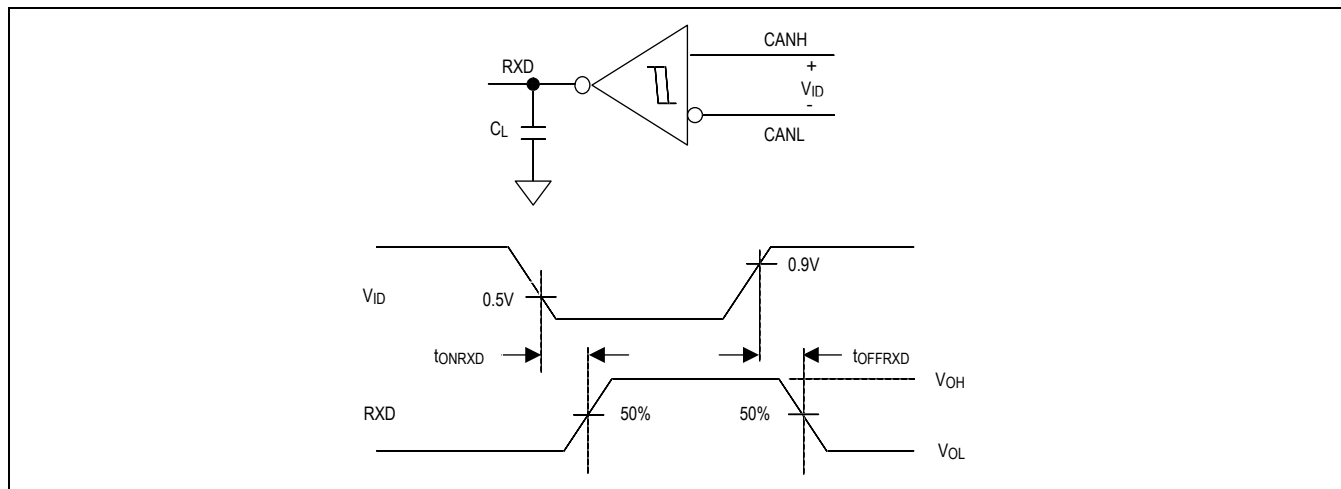 CANH
RXD
+
VID
-
CL
CANL
VID
0.5V
0.9V
tONRXD
tOFFRXD
VOH
RXD
50%
50%
VOL